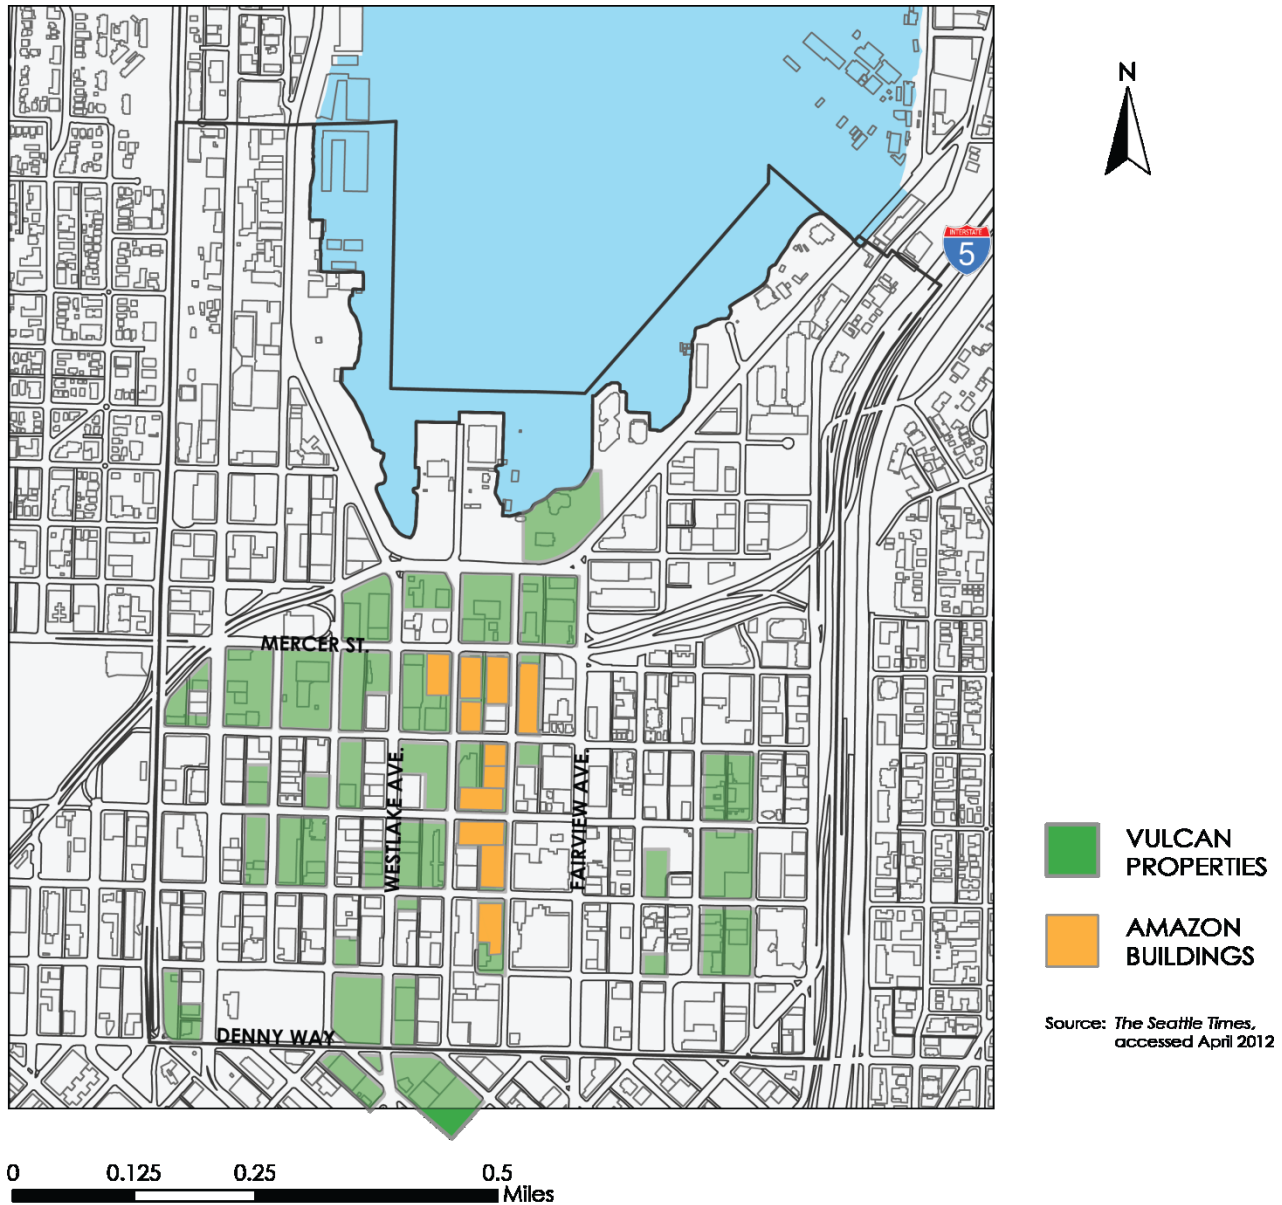 N
INTERSTATE
5
MERCER ST.
WESTLAKE AVE.
FAIRVIEW AVE.
DENNY WAY
VULCAN
PROPERTIES
AMAZON
BUILDINGS
Source: The Seattle Times,
accessed April 2012
0 0.125 0.25 0.5
Miles